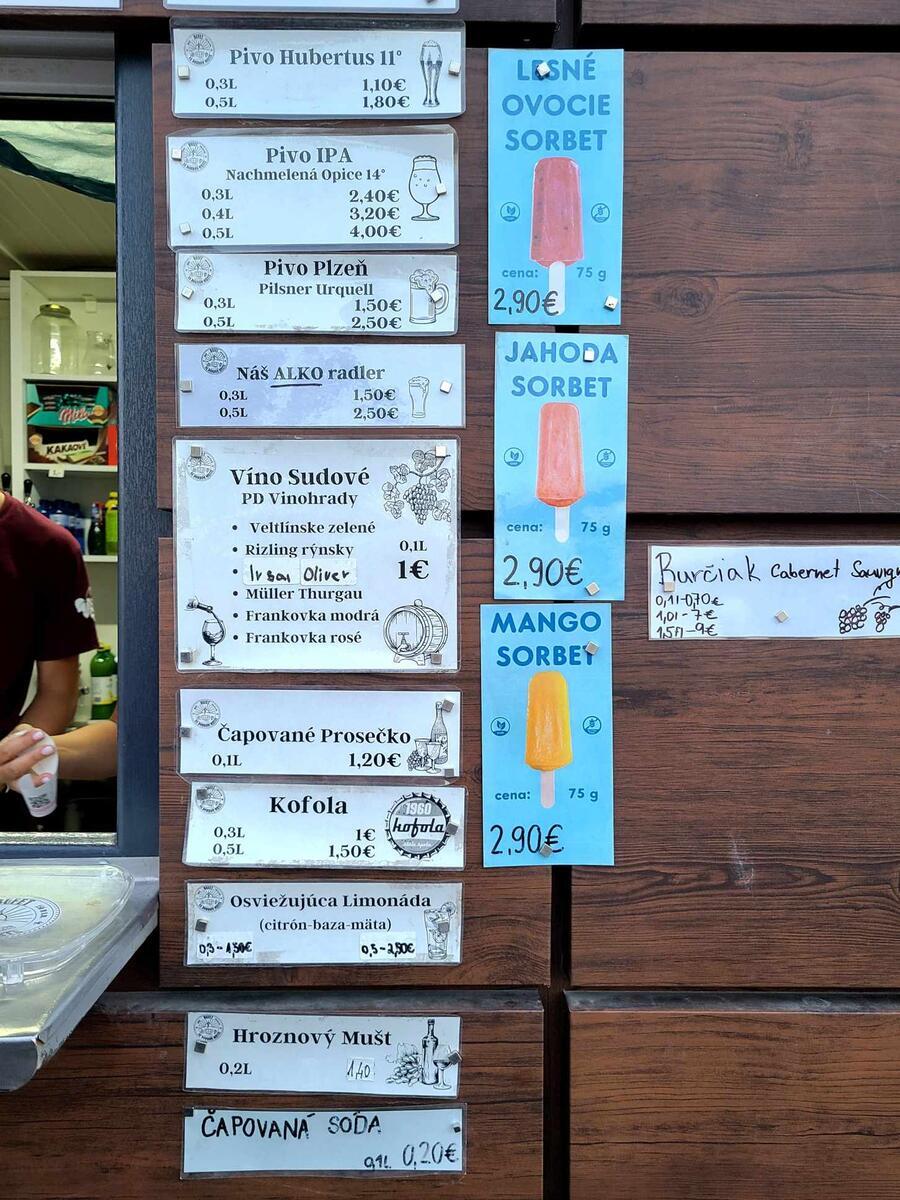 Pivo Hubertus 11°
0,3L 1,10€
0,5L 1,80€
Pivo IPA
Nachmelená Opice 14°
0,3L 2,40€
0,4L 3,20€
0,5L 4,00€
Pivo Plzeň
Pilsner Urquell
0,3L 1,50€
0,5L 2,50€
Náš ALKO radler
0,3L 1,50€
0,5L 2,50€
Víno Sudové
PD Vinohrady
• Veltlínske zelené
• Rizling rýnsky
• Irsai Oliver
• Müller Thurgau
• Frankovka modrá
• Frankovka rosé
0,1L
1€
Čapované Prosečko
0,1L 1,20€
Kofola
0,3L 1€
0,5L 1,50€
1960
kofola
Osviežujúca Limonáda
(citrón-baza-mäta)
0,3-1,50€ 0,5-2,50€
Hroznový Mušt
0,2L 1,40
ČAPOVANÁ SÓDA
0,1L 0,20€
LESNÉ
OVOCIE
SORBET
cena: 75 g
2,90€
JAHODA
SORBET
cena: 75 g
2,90€
MANGO
SORBET
cena: 75 g
2,90€
Burčiak Cabernet Sauvig
0,1l-0,70€
1,0l-7€
1,5l-9€
Milk
KAKAOVÉ